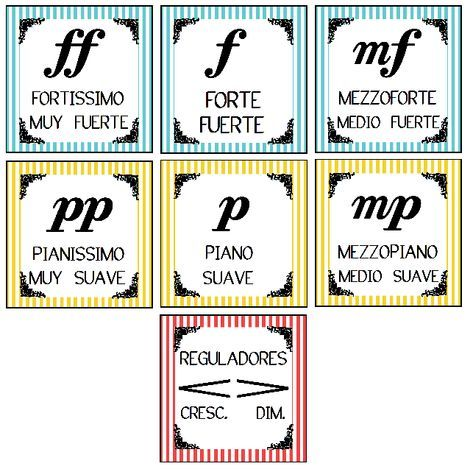 ff
FORTISSIMO
MUY FUERTE
f
FORTE
FUERTE
mf
MEZZOFORTE
MEDIO FUERTE
pp
PIANISSIMO
MUY SUAVE
p
PIANO
SUAVE
mp
MEZZOPIANO
MEDIO SUAVE
REGULADORES
CRESC. DIM.